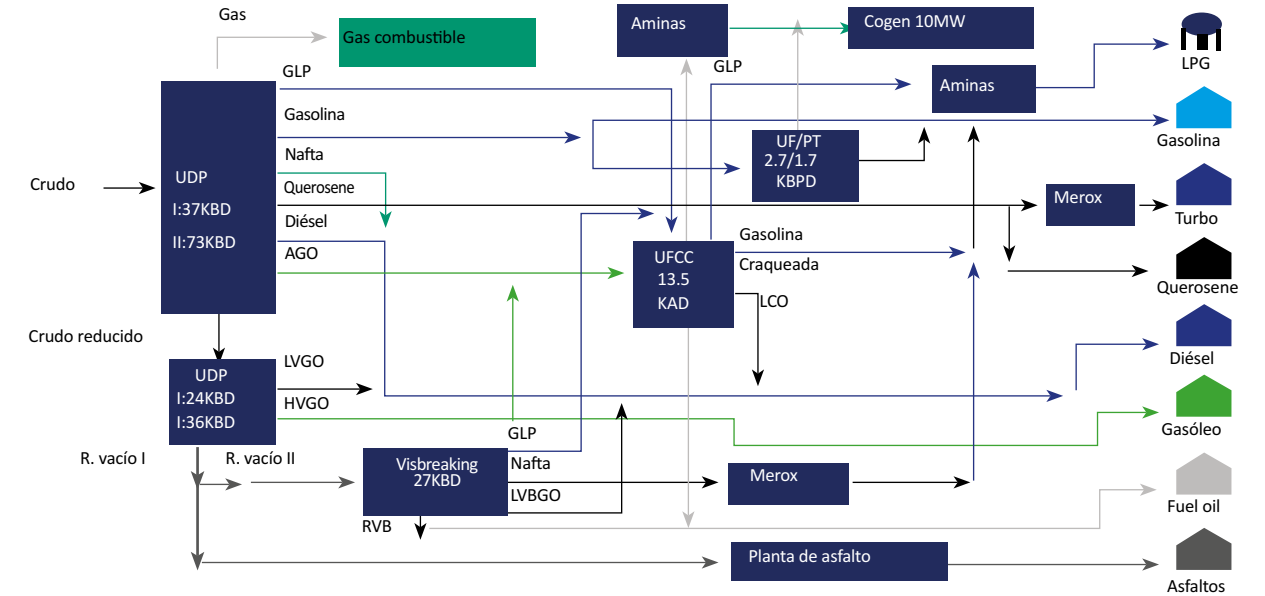 Gas
Gas combustible
Aminas
Cogen 10MW
GLP
GLP
Aminas
LPG
Gasolina
Gasolina
Nafta
UF/PT
2.7/1.7
KBPD
Crudo
UDP
I:37KBD
II:73KBD
Querosene
Merox
Turbo
Diésel
AGO
UFCC
13.5
KAD
Gasolina
Craqueada
LCO
Querosene
Crudo reducido
Diésel
UDP
I:24KBD
I:36KBD
LVGO
HVGO
GLP
Gasóleo
R. vacío I
R. vacío II
Visbreaking
27KBD
Nafta
LVBGO
RVB
Merox
Fuel oil
Planta de asfalto
Asfaltos